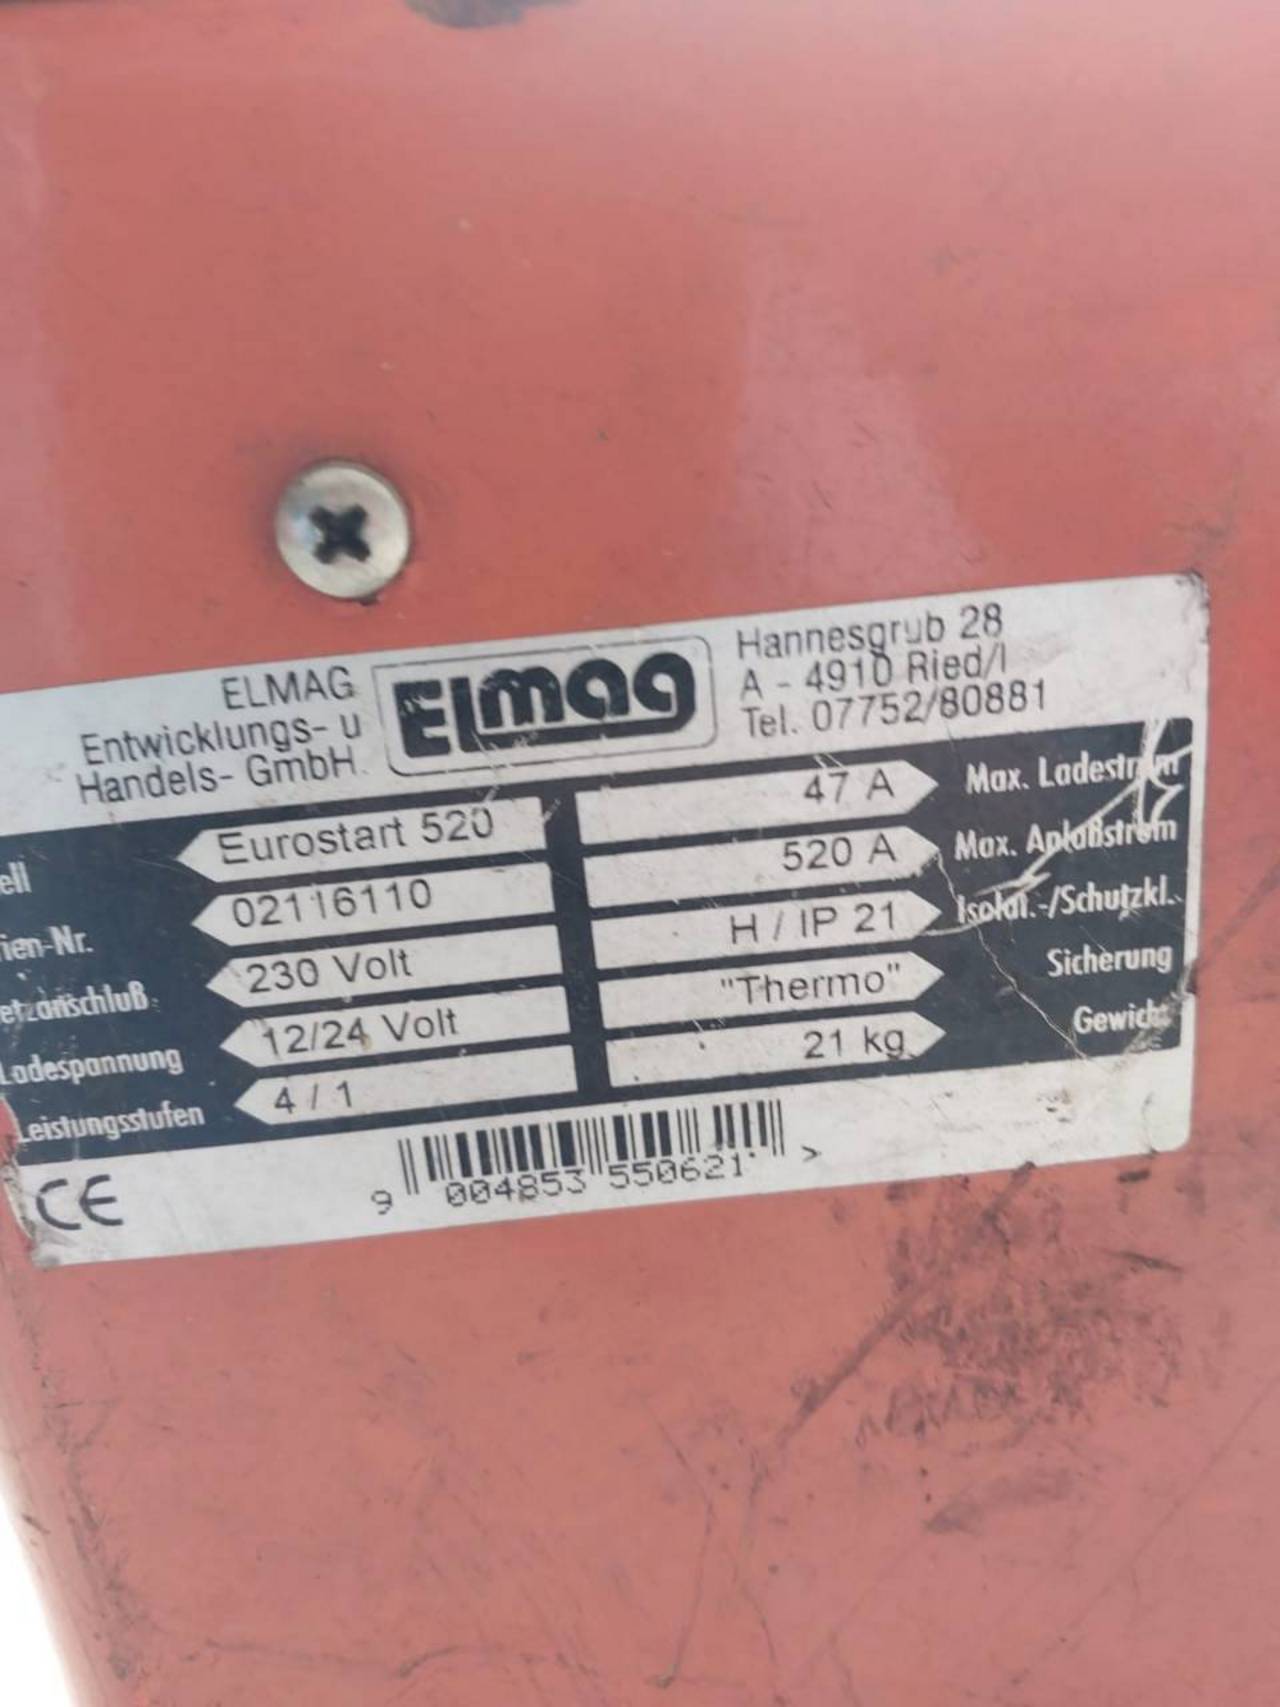 ELMAG
Entwicklungs- u
Handels- GmbH.
ELmag
Hannesgrub 28
A - 4910 Ried/I
Tel. 07752/80881
ell Eurostart 520
ien-Nr. 02116110
etzanschluß 230 Volt
Ladespannung 12/24 Volt
Leistungsstufen 4 / 1
47 A Max. Ladestrom
520 A Max. Anlaßstrom
H / IP 21 Isolat.-/Schutzkl.
"Thermo" Sicherung
21 kg Gewicht
CE
9 004853 550621 >